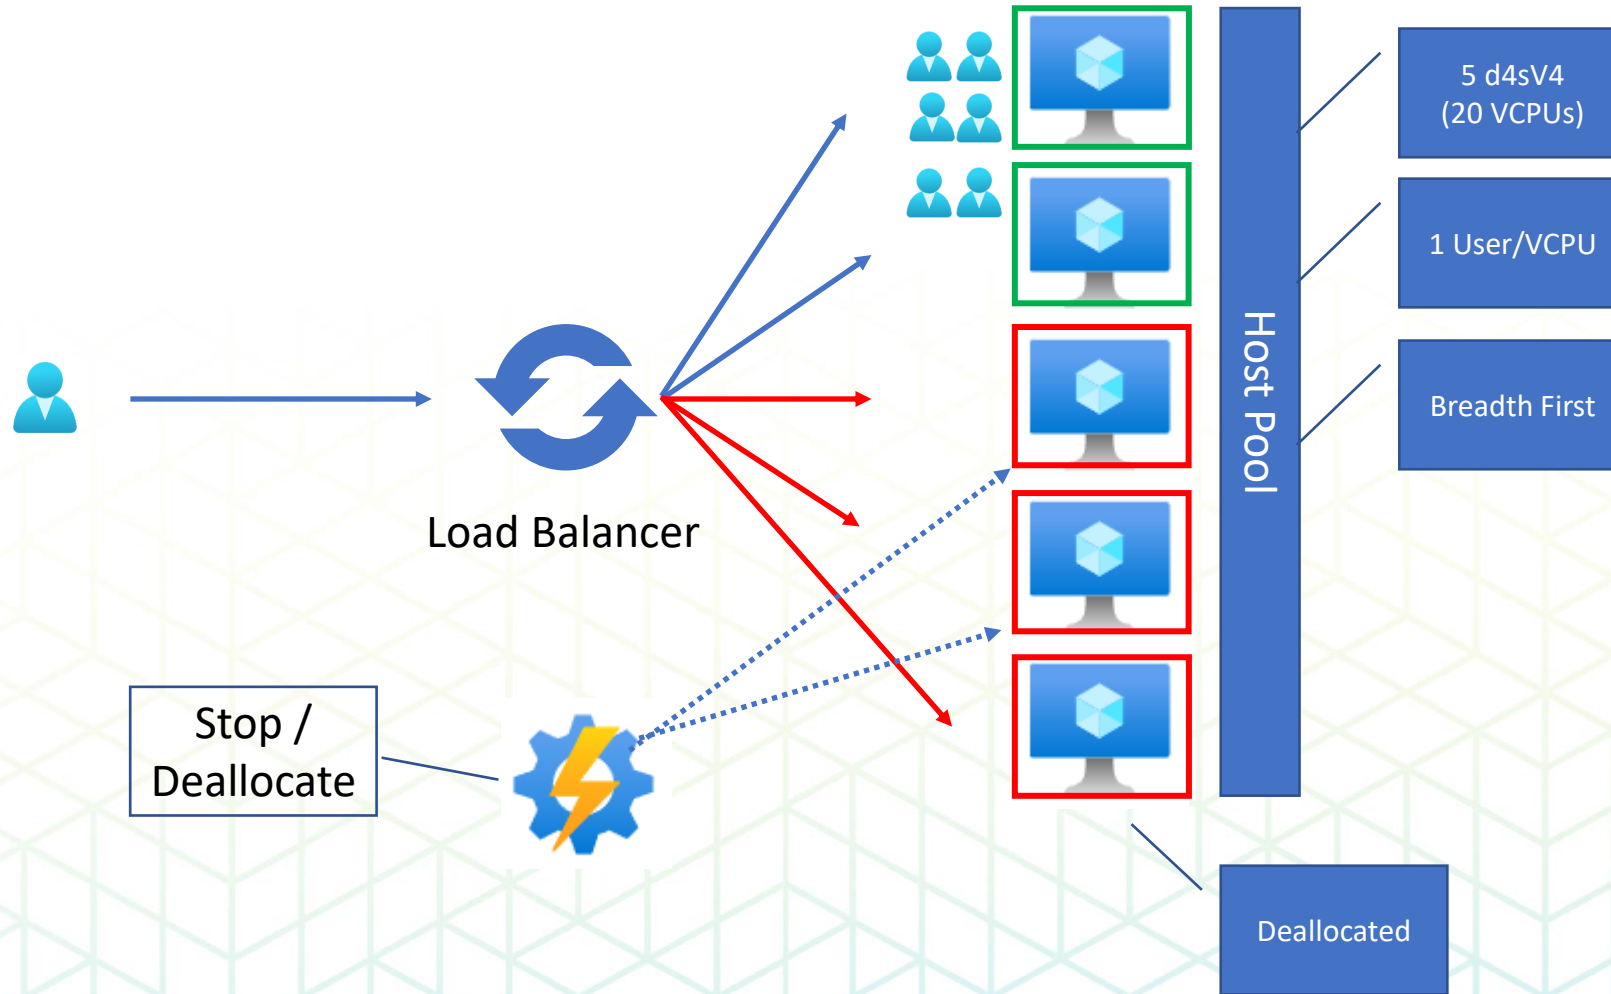 5 d4sV4
(20 VCPUs)
1 User/VCPU
Host Pool
Breadth First
Load Balancer
Stop /
Deallocate
Deallocated